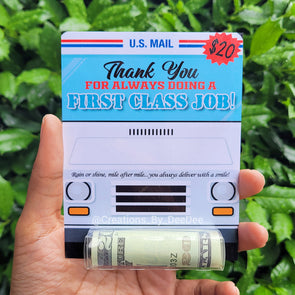 U.S. MAIL
$20
Thank You
FOR ALWAYS DOING A
FIRST CLASS JOB!
Rain or shine, mile after mile...you always deliver with a smile!
@Creations_By_DeeDee